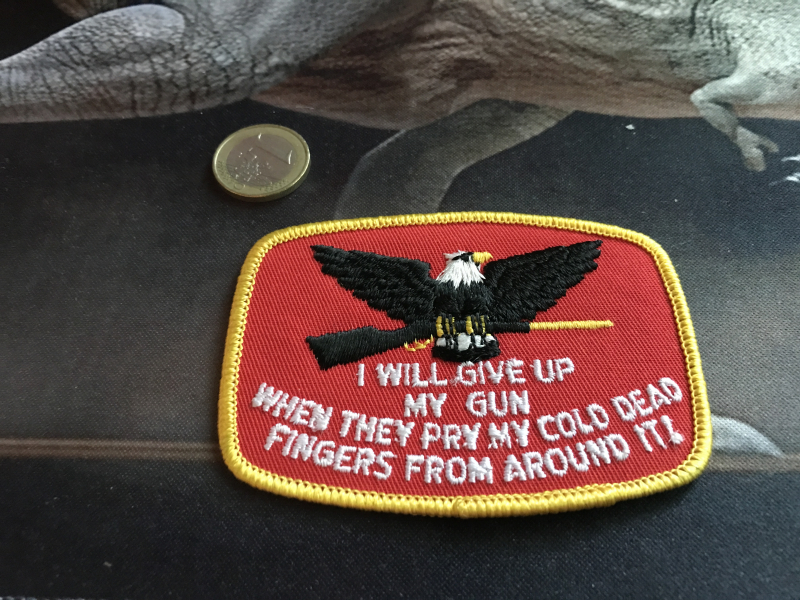 I WILL GIVE UP
MY GUN
WHEN THEY PRY MY COLD DEAD
FINGERS FROM AROUND IT!